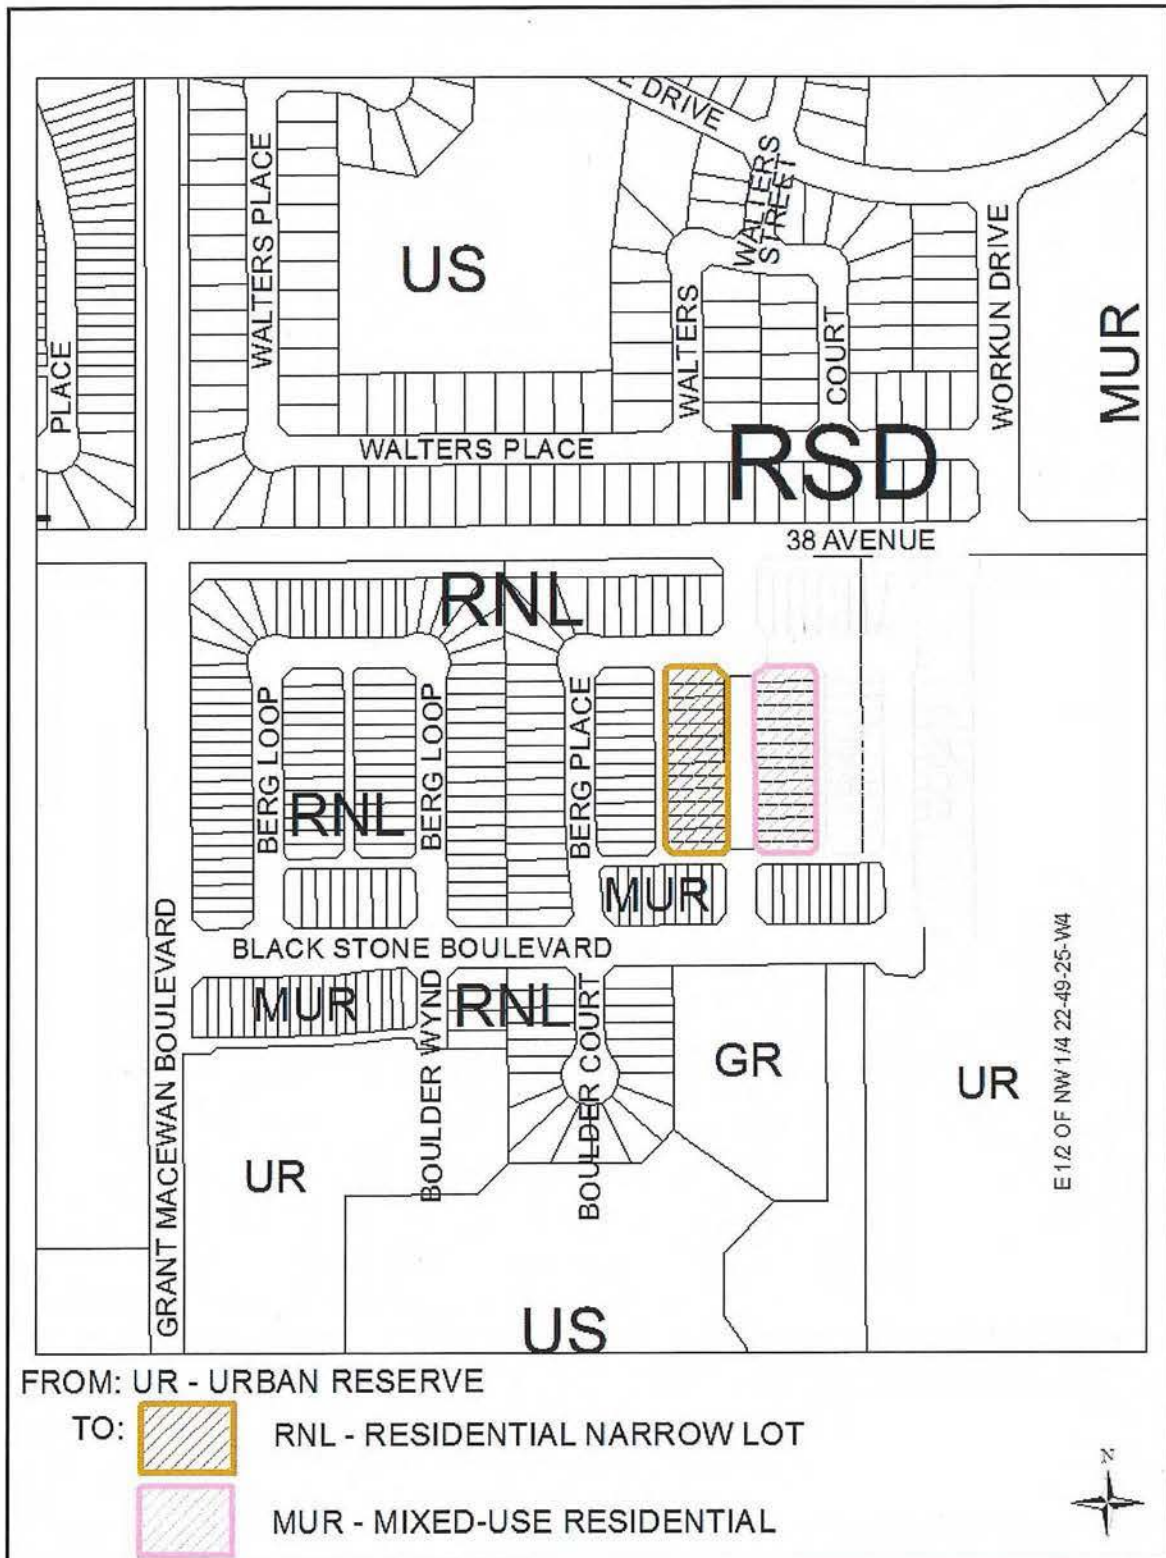 E DRIVE
WALTERS
STREET
WALTERS PLACE
US
WORKUN DRIVE
MUR
PLACE
WALTERS
COURT
WALTERS PLACE
RSD
38 AVENUE
RNL
BERG LOOP
RNL
BERG LOOP
BERG PLACE
MUR
BLACK STONE BOULEVARD
GRANT MACEWAN BOULEVARD
MUR
BOULDER WYND
RNL
BOULDER COURT
GR
UR
E 1/2 OF NW 1/4 22-49-25-W4
UR
US
FROM: UR - URBAN RESERVE
TO:
RNL - RESIDENTIAL NARROW LOT
MUR - MIXED-USE RESIDENTIAL
N